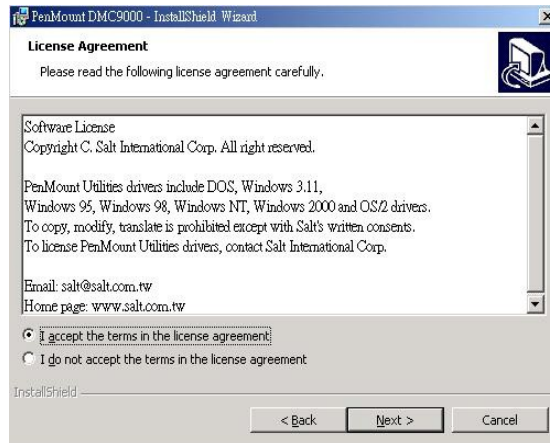 PenMount DMC9000 - InstallShield Wizard
License Agreement
Please read the following license agreement carefully.
Software License
Copyright C. Salt International Corp. All right reserved.
PenMount Utilities drivers include DOS, Windows 3.11,
Windows 95, Windows 98, Windows NT, Windows 2000 and OS/2 drivers.
To copy, modify, translate is prohibited except with Salt's written consents.
To license PenMount Utilities drivers, contact Salt International Corp.
Email: salt@salt.com.tw
Home page: www.salt.com.tw
I accept the terms in the license agreement
I do not accept the terms in the license agreement
InstallShield
< Back Next > Cancel